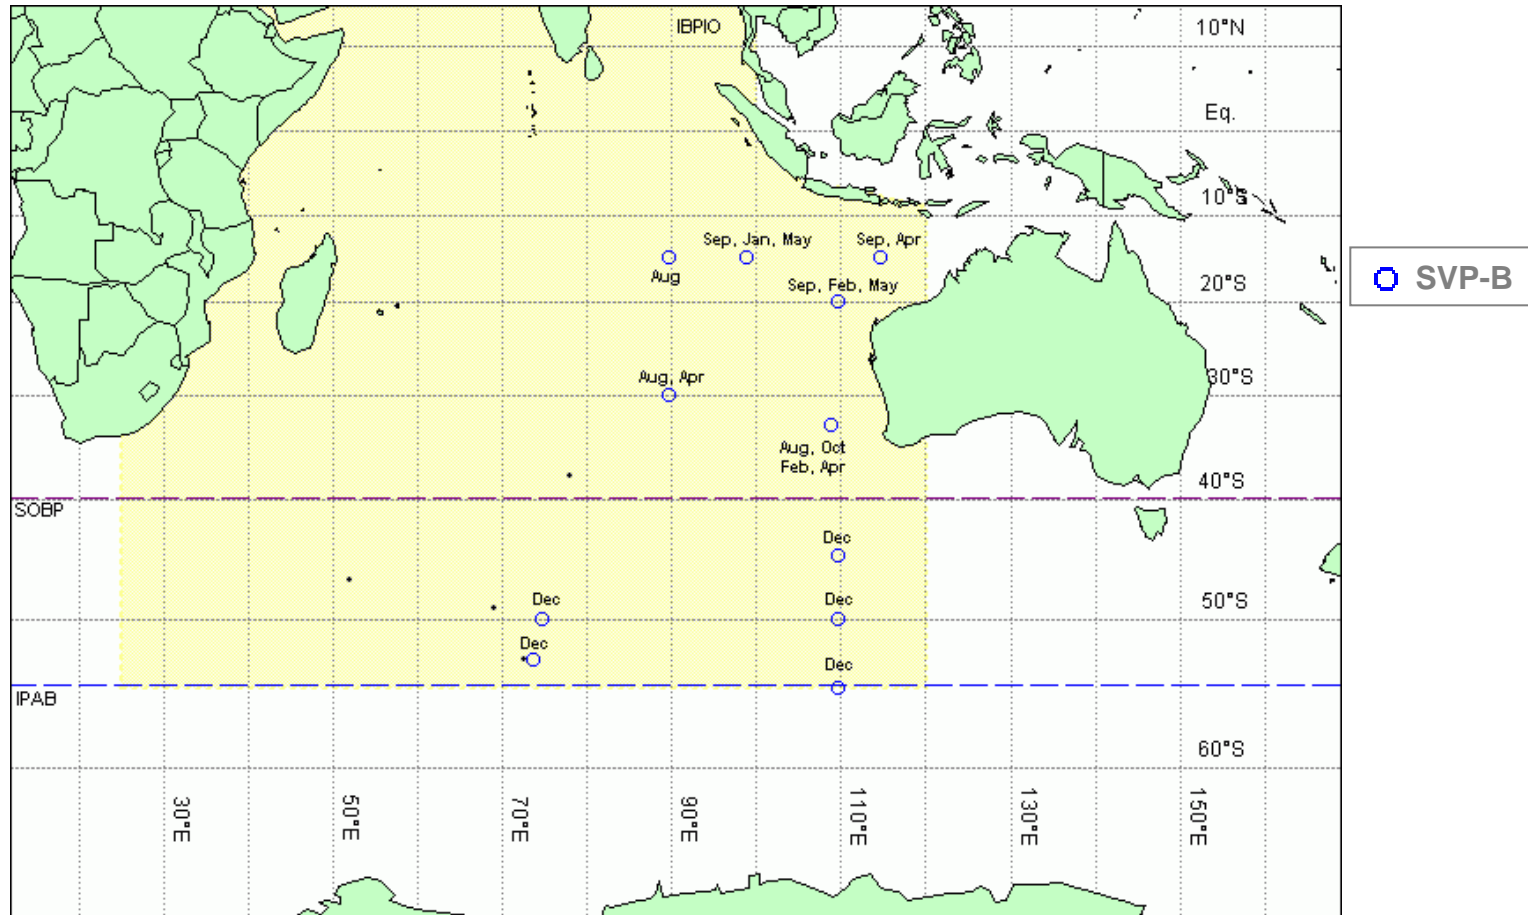 IBPIO
10°N
Eq.
10°S
Sep, Jan, May
Sep, Apr
Aug
Sep, Feb, May
20°S
SVP-B
Aug, Apr
30°S
Aug, Oct
Feb, Apr
40°S
SOBP
Dec
Dec
Dec
50°S
Dec
Dec
IPAB
60°S
30°E
50°E
70°E
90°E
110°E
130°E
150°E